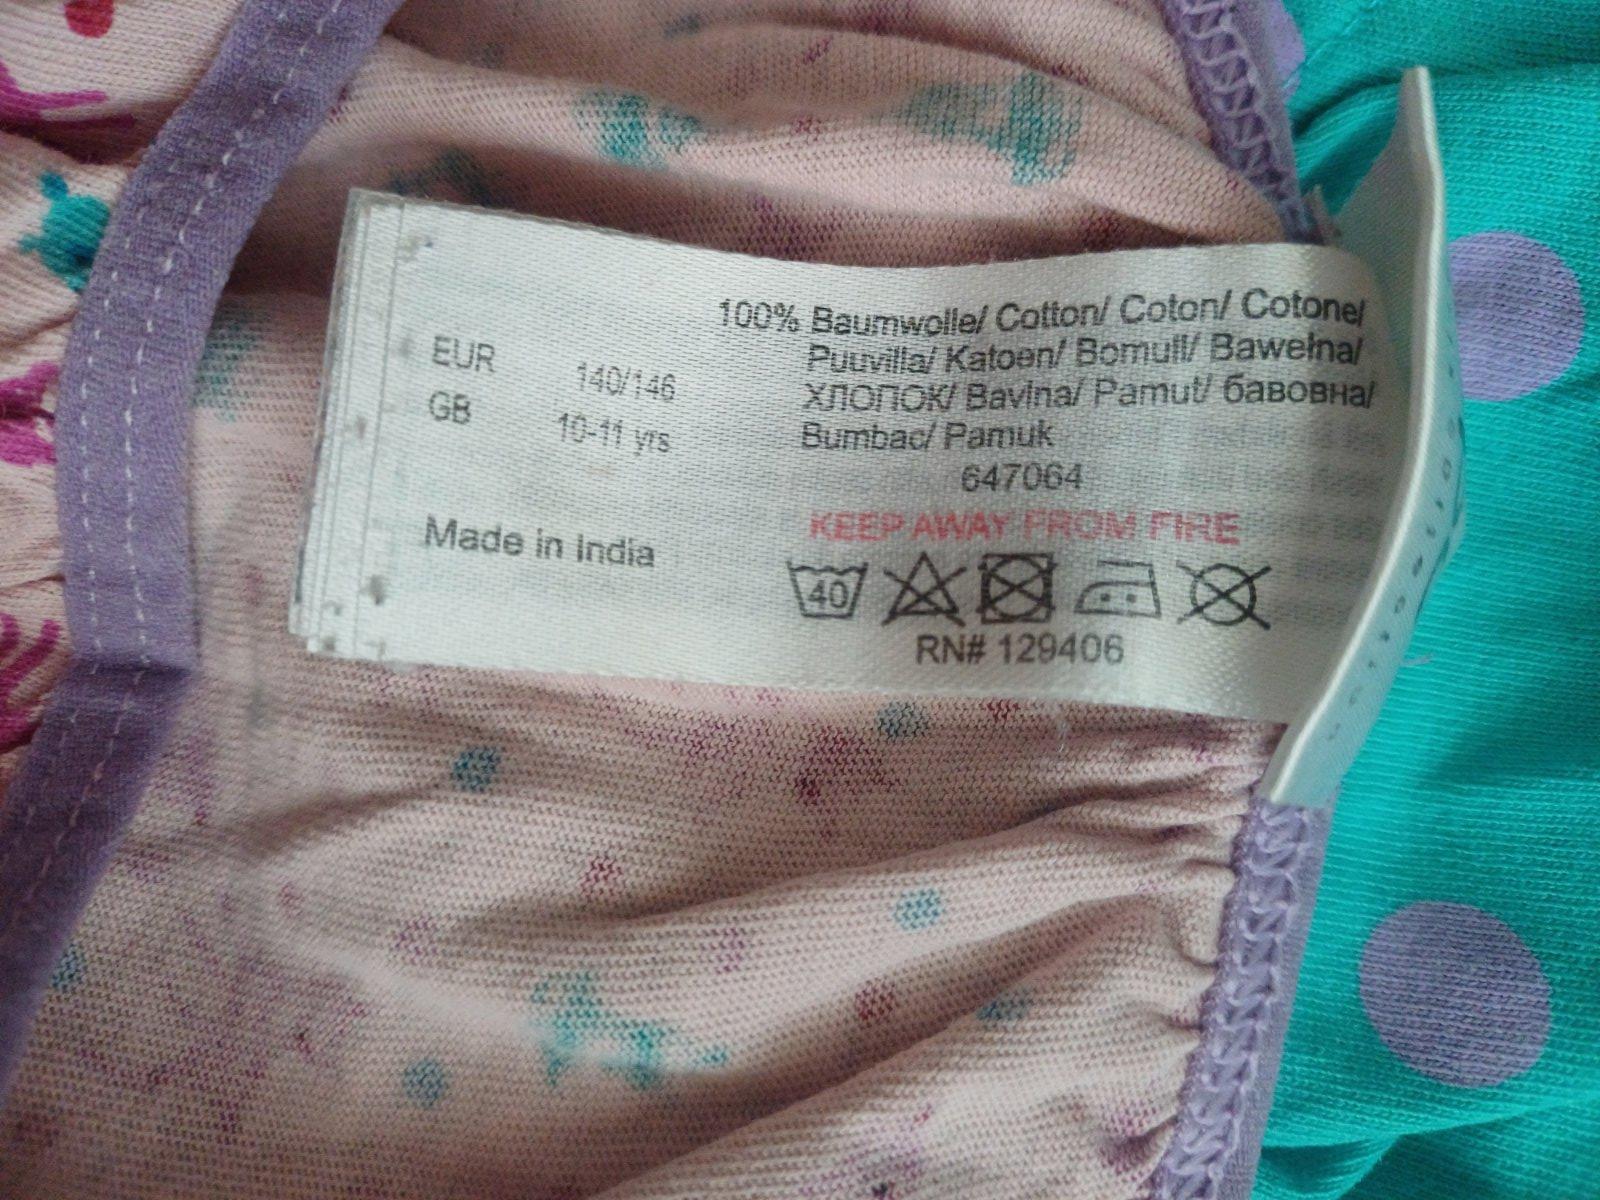 100% Baumwolle/ Cotton/ Coton/ Cotone/
Puuvilla/ Katoen/ Bomull/ Bawełna/
ХЛОПОК/ Bavlna/ Pamut/ бавовна/
Bumbac/ Pamuk
647064
KEEP AWAY FROM FIRE
40
RN# 129406
EUR 140/146
GB 10-11 yrs
Made in India